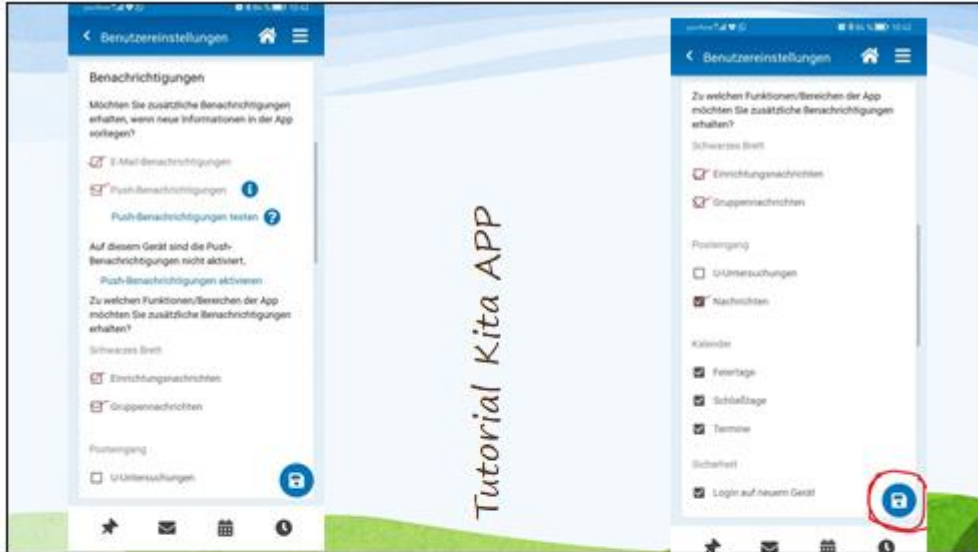 Benutzereinstellungen
Benachrichtigungen
Möchten Sie zusätzliche Benachrichtigungen
erhalten, wenn neue Informationen in der App
vorliegen?
E-Mail-Benachrichtigungen
Push-Benachrichtigungen
Push-Benachrichtigungen testen
Auf diesem Gerät sind die Push-
Benachrichtigungen nicht aktiviert.
Push-Benachrichtigungen aktivieren
Zu welchen Funktionen/Bereichen der App
möchten Sie zusätzliche Benachrichtigungen
erhalten?
Schwarzes Brett
Einrichtungsnachrichten
Gruppennachrichten
Posteingang
U-Untersuchungen
Tutorial Kita APP
Benutzereinstellungen
Zu welchen Funktionen/Bereichen der App
möchten Sie zusätzliche Benachrichtigungen
erhalten?
Schwarzes Brett
Einrichtungsnachrichten
Gruppennachrichten
Posteingang
U-Untersuchungen
Nachrichten
Kalender
Feiertage
Schließtage
Termine
Sicherheit
Login auf neuem Gerät